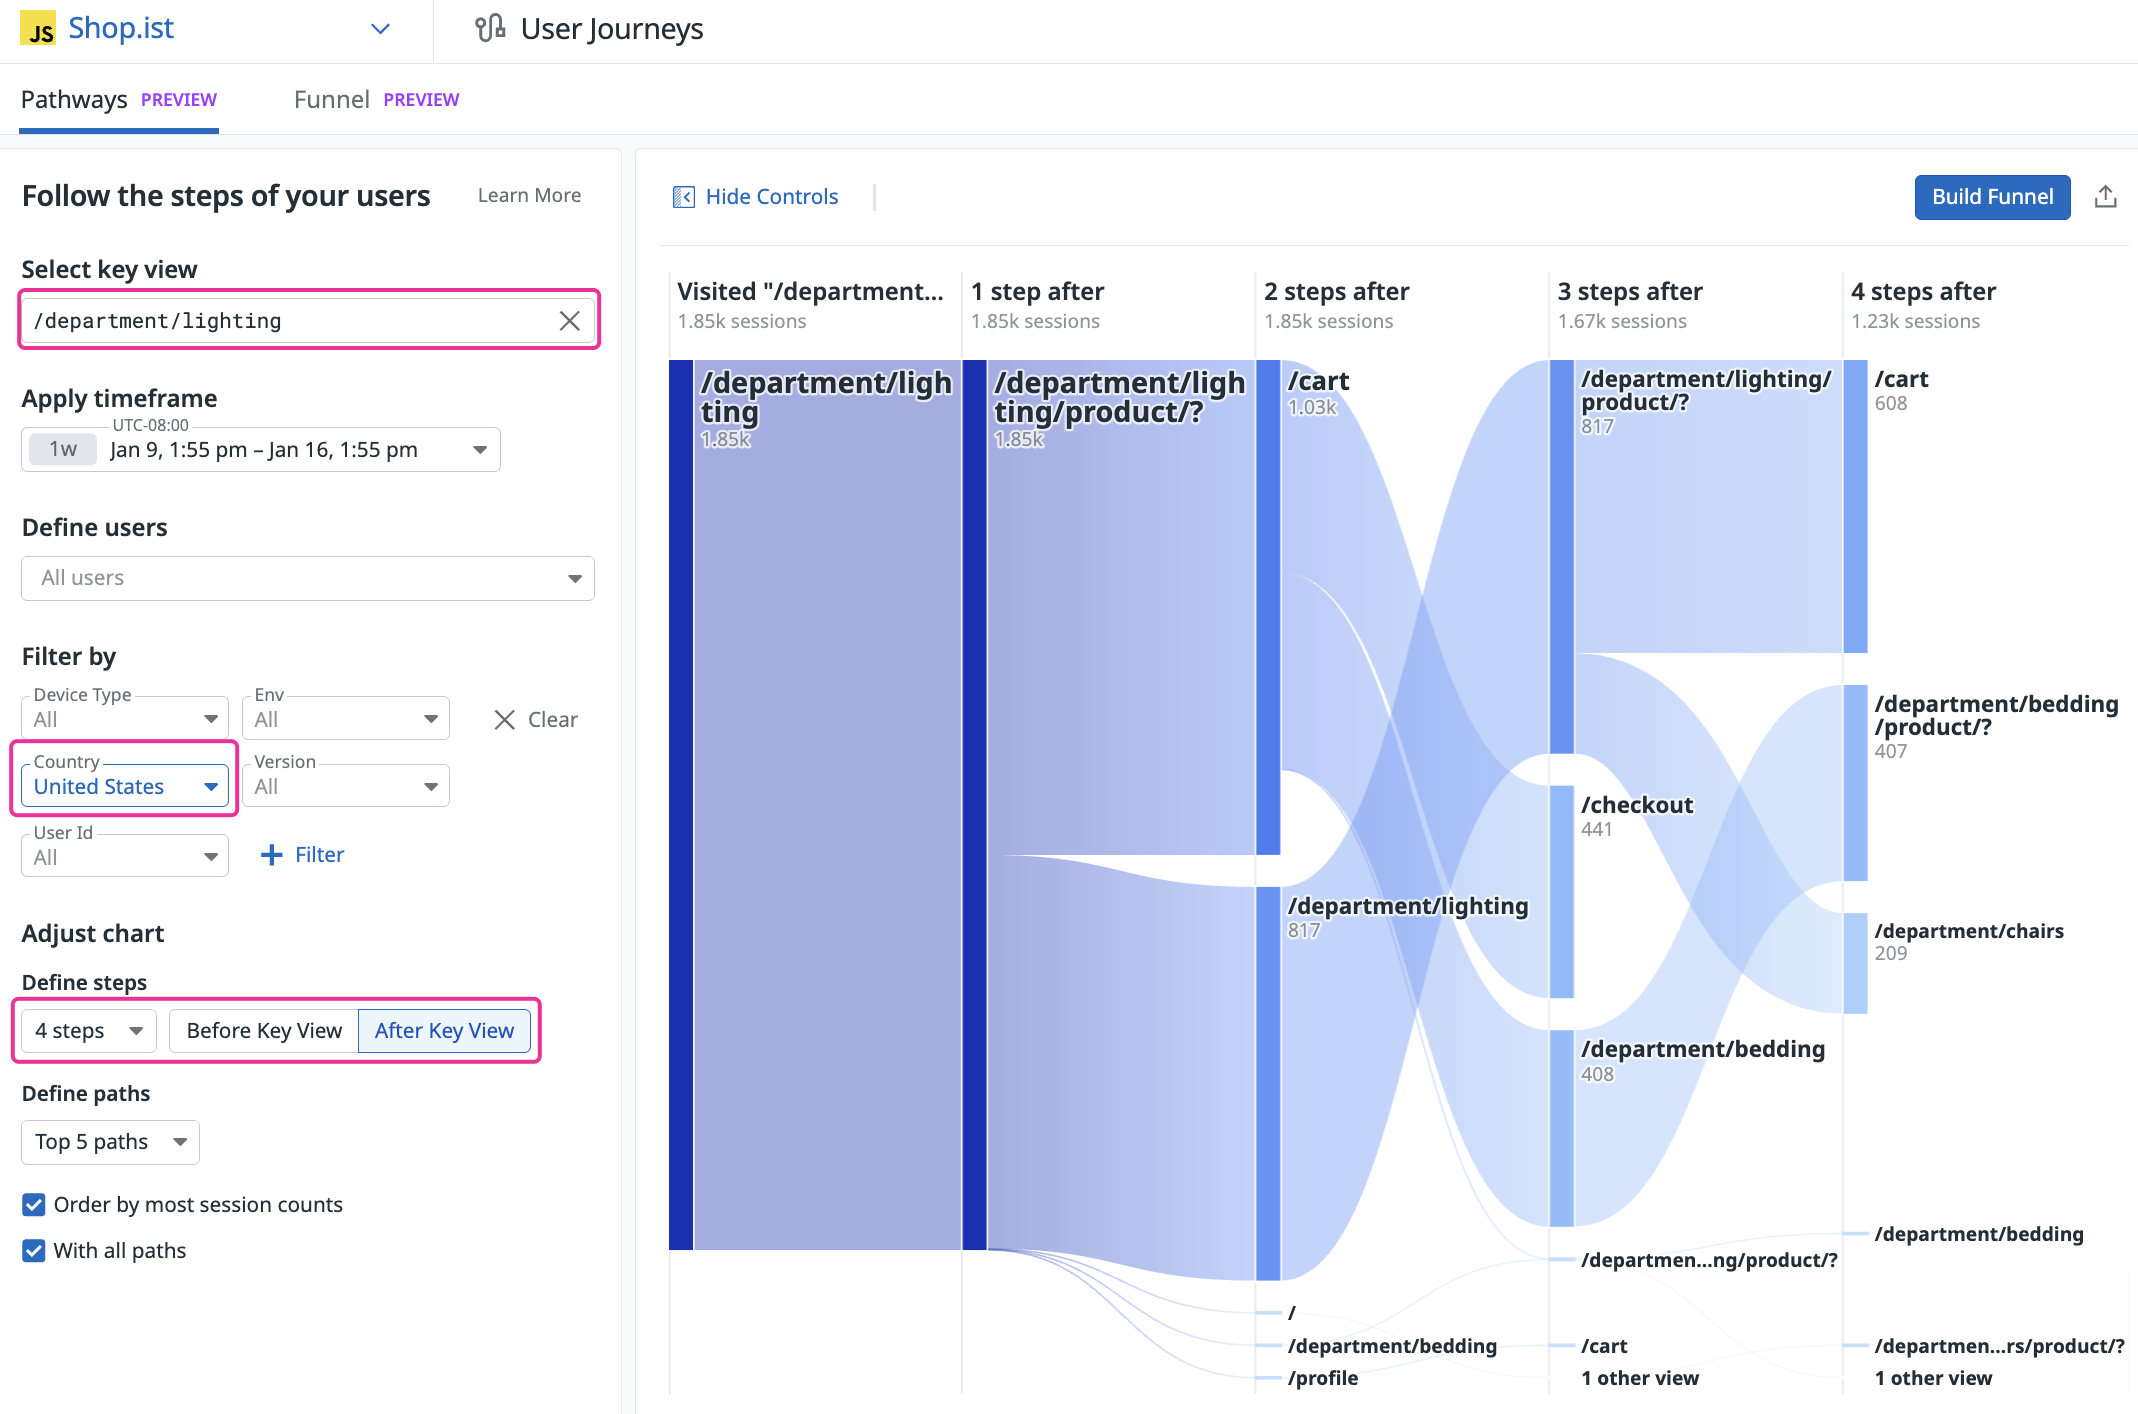 JS Shop.ist
User Journeys
Pathways PREVIEW
Funnel PREVIEW
Follow the steps of your users
Learn More
Select key view
/department/lighting
Apply timeframe
UTC-08:00
1w Jan 9, 1:55 pm – Jan 16, 1:55 pm
Define users
All users
Filter by
Device Type
All
Env
All
Clear
Country
United States
Version
All
User Id
All
Filter
Adjust chart
Define steps
4 steps
Before Key View
After Key View
Define paths
Top 5 paths
Order by most session counts
With all paths
Hide Controls
Build Funnel
Visited "/department...
1.85k sessions
1 step after
1.85k sessions
2 steps after
1.85k sessions
3 steps after
1.67k sessions
4 steps after
1.23k sessions
/department/ligh
ting
1.85k
/department/ligh
ting/product/?
1.85k
/cart
1.03k
/department/lighting
817
/
/department/bedding
/profile
/department/lighting/
product/?
817
/checkout
441
/department/bedding
408
/departmen...ng/product/?
/cart
1 other view
/cart
608
/department/bedding
/product/?
407
/department/chairs
209
/department/bedding
/departmen...rs/product/?
1 other view